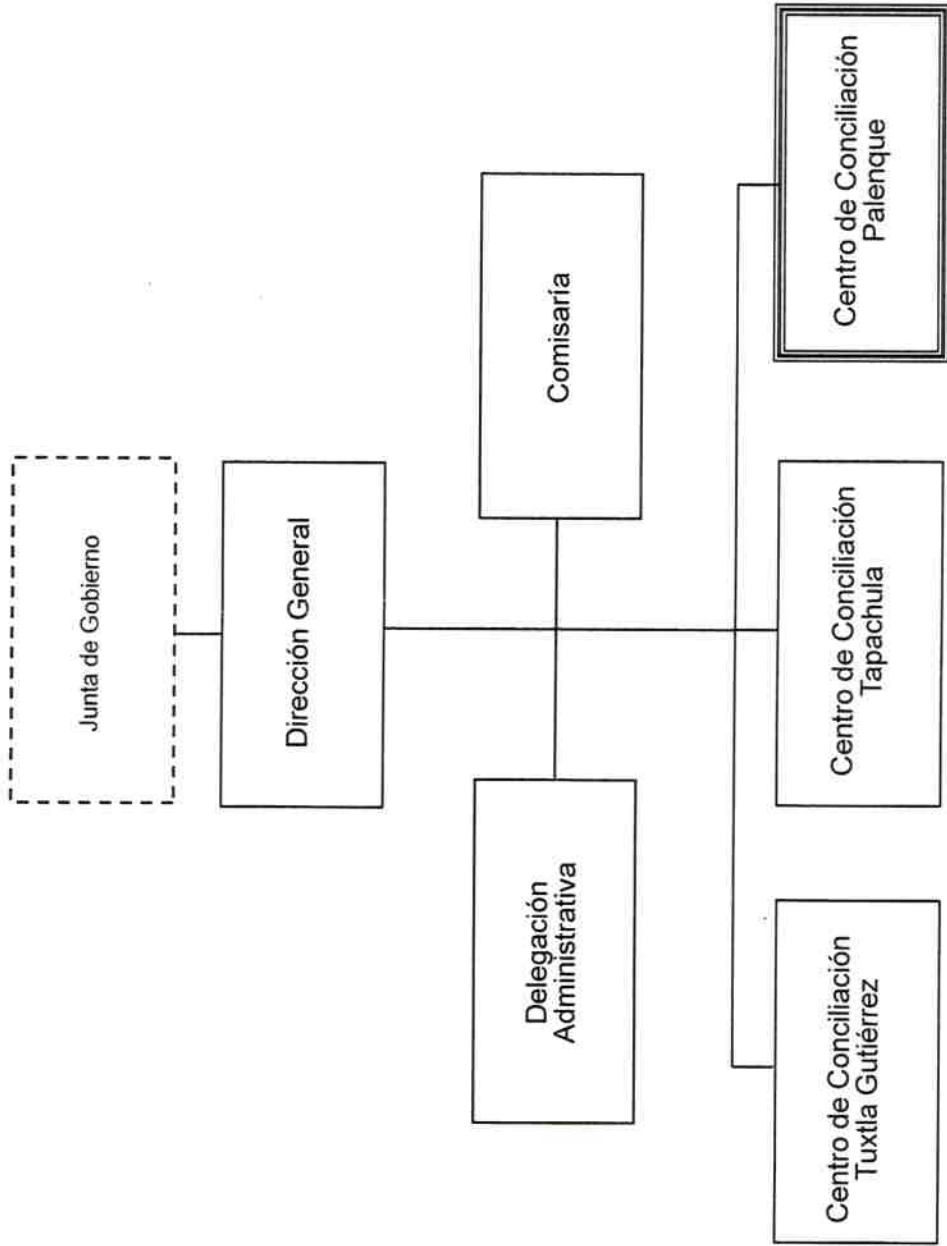 Junta de Gobierno
Dirección General
Delegación
Administrativa
Comisaría
Centro de Conciliación
Tuxtla Gutiérrez
Centro de Conciliación
Tapachula
Centro de Conciliación
Palenque